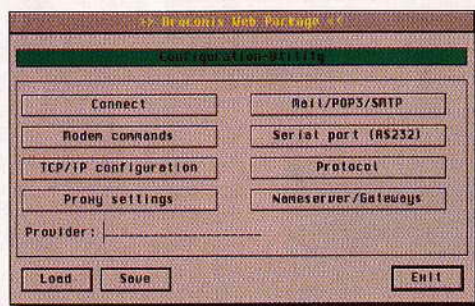 >> Draconis Web Package <<
Configuration-Utility
Connect
Mail/POP3/SMTP
Modem commands
Serial port (RS232)
TCP/IP configuration
Protocol
Proxy settings
Nameserver/Gateways
Provider:
Load
Save
Exit